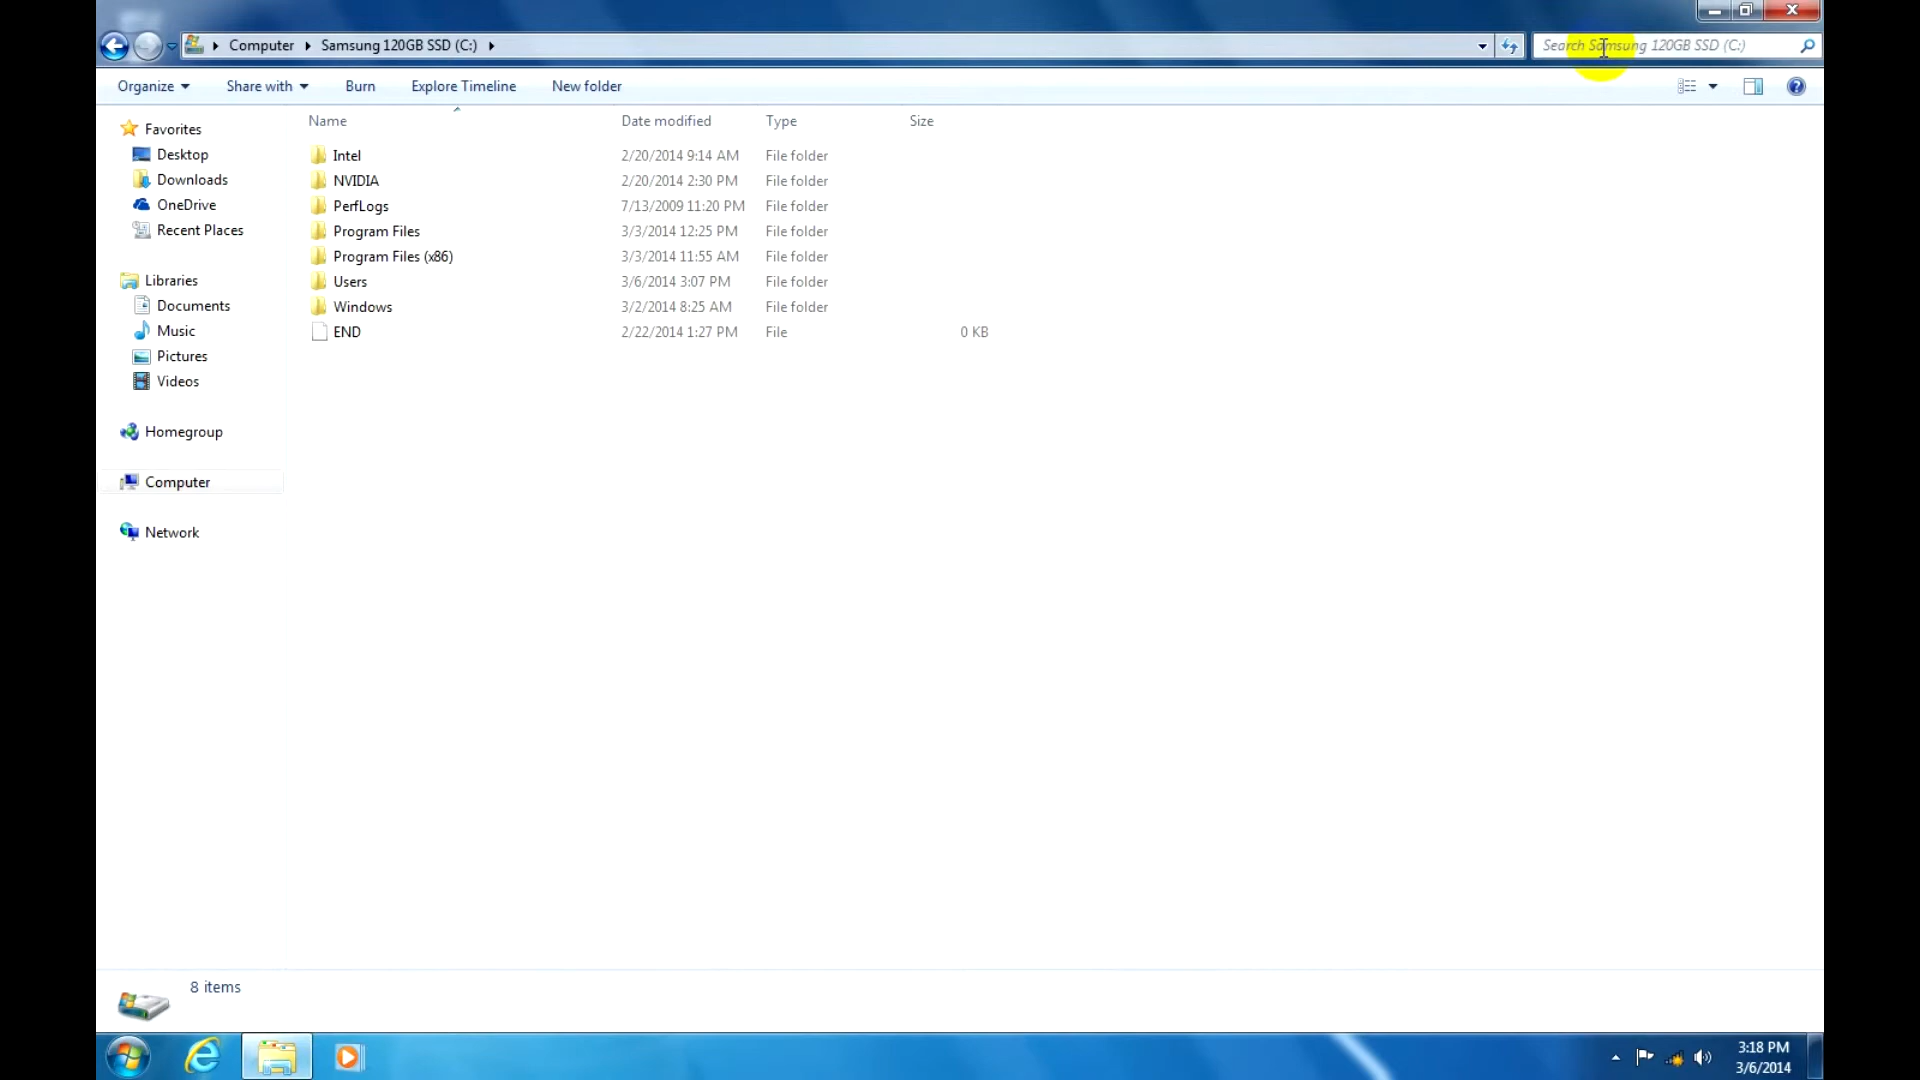 Computer Samsung 120GB SSD (C:)
Search Samsung 120GB SSD (C:)
Organize Share with Burn Explore Timeline New folder
Name Date modified Type Size
Favorites
Desktop
Downloads
OneDrive
Recent Places
Libraries
Documents
Music
Pictures
Videos
Homegroup
Computer
Network
Intel 2/20/2014 9:14 AM File folder
NVIDIA 2/20/2014 2:30 PM File folder
PerfLogs 7/13/2009 11:20 PM File folder
Program Files 3/3/2014 12:25 PM File folder
Program Files (x86) 3/3/2014 11:55 AM File folder
Users 3/6/2014 3:07 PM File folder
Windows 3/2/2014 8:25 AM File folder
END 2/22/2014 1:27 PM File 0 KB
8 items
3:18 PM
3/6/2014